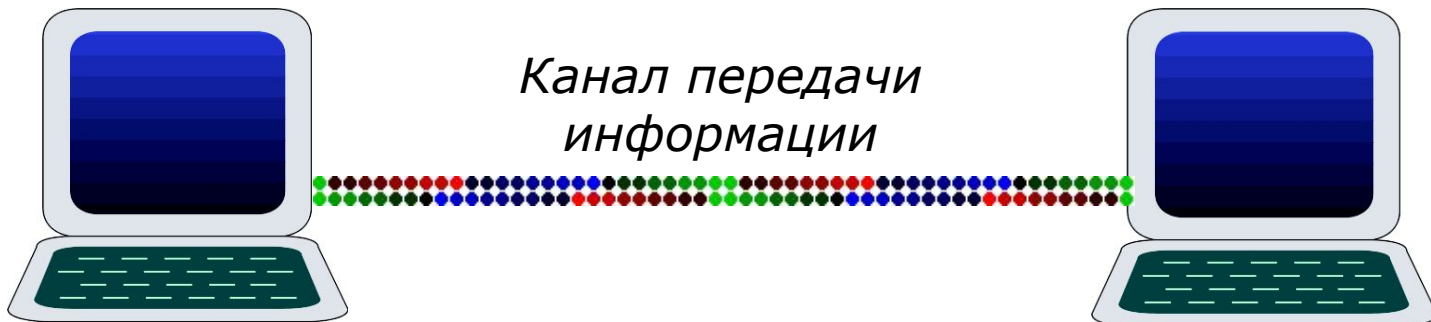 Канал передачи
информации